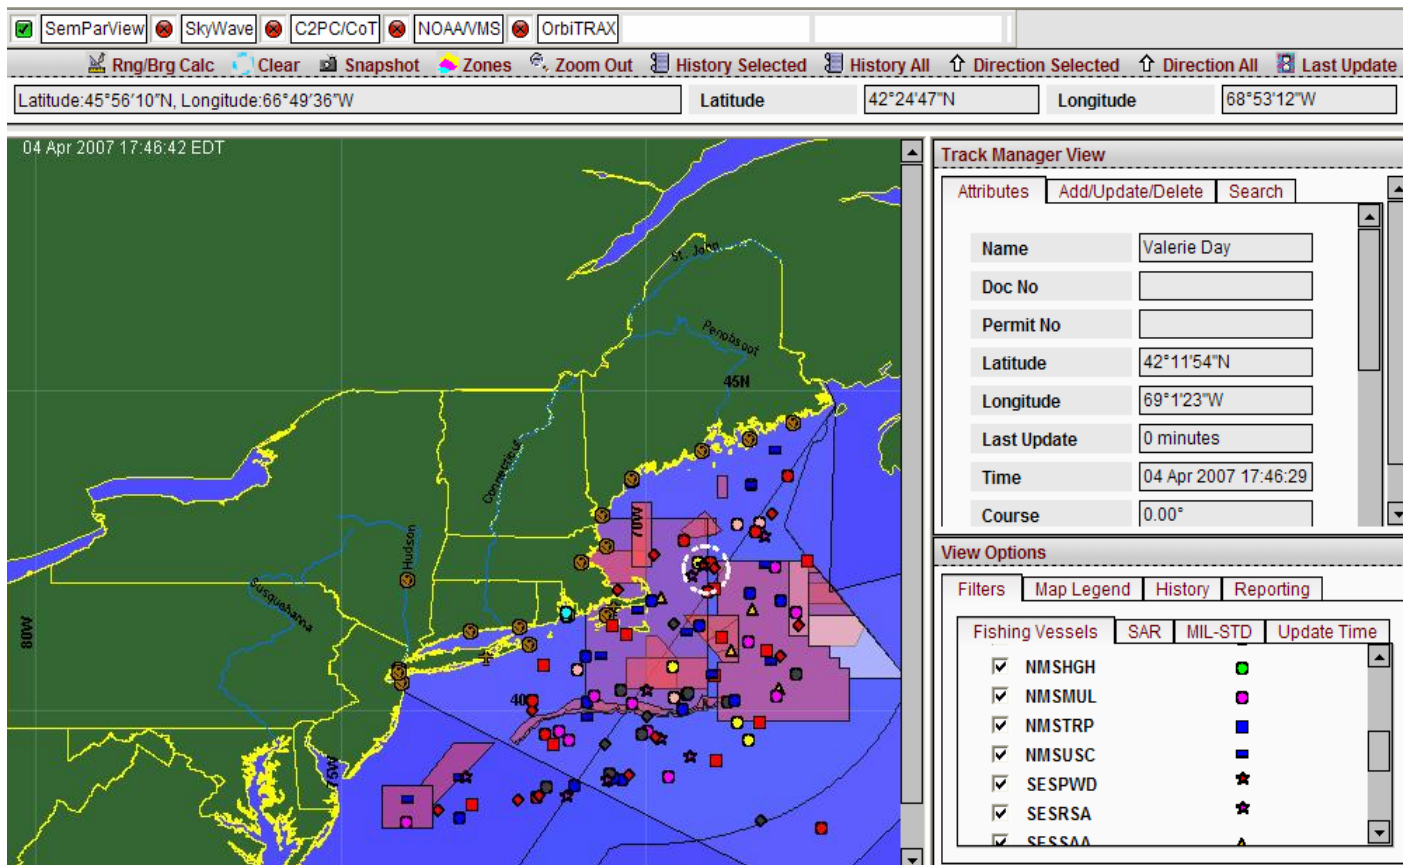 SemParView SkyWave C2PC/CoT NOAA/VMS OrbiTRAX
Rng/Brg Calc Clear Snapshot Zones Zoom Out History Selected History All Direction Selected Direction All Last Update
Latitude:45°56'10"N, Longitude:66°49'36"W Latitude 42°24'47"N Longitude 68°53'12"W
04 Apr 2007 17:46:42 EDT
St. John
Penobscot
45N
Connecticut
70W
Hudson
Susquehanna
80W
40N
75W
Track Manager View
Attributes Add/Update/Delete Search
Name Valerie Day
Doc No
Permit No
Latitude 42°11'54"N
Longitude 69°1'23"W
Last Update 0 minutes
Time 04 Apr 2007 17:46:29
Course 0.00°
View Options
Filters Map Legend History Reporting
Fishing Vessels SAR MIL-STD Update Time
NMSHGH
NMSMUL
NMSTRP
NMSUSC
SESPWD
SESRSA
SESSAA